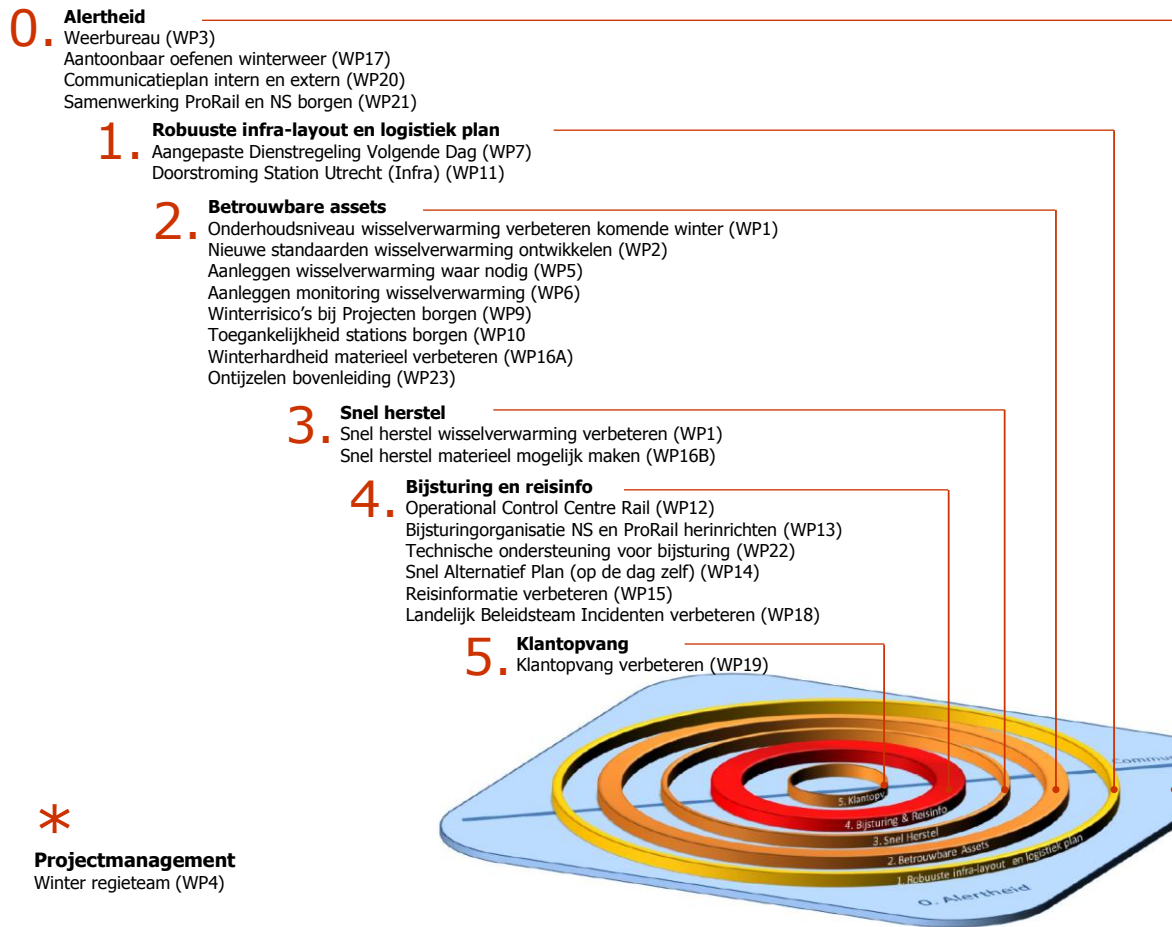 0. Alertheid
Weerbureau (WP3)
Aantoonbaar oefenen winterweer (WP17)
Communicatieplan intern en extern (WP20)
Samenwerking ProRail en NS borgen (WP21)
1. Robuuste infra-layout en logistiek plan
Aangepaste Dienstregeling Volgende Dag (WP7)
Doorstroming Station Utrecht (Infra) (WP11)
2. Betrouwbare assets
Onderhoudsniveau wisselverwarming verbeteren komende winter (WP1)
Nieuwe standaarden wisselverwarming ontwikkelen (WP2)
Aanleggen wisselverwarming waar nodig (WP5)
Aanleggen monitoring wisselverwarming (WP6)
Winterrisico’s bij Projecten borgen (WP9)
Toegankelijkheid stations borgen (WP10
Winterhardheid materieel verbeteren (WP16A)
Ontijzelen bovenleiding (WP23)
3. Snel herstel
Snel herstel wisselverwarming verbeteren (WP1)
Snel herstel materieel mogelijk maken (WP16B)
4. Bijsturing en reisinfo
Operational Control Centre Rail (WP12)
Bijsturingorganisatie NS en ProRail herinrichten (WP13)
Technische ondersteuning voor bijsturing (WP22)
Snel Alternatief Plan (op de dag zelf) (WP14)
Reisinformatie verbeteren (WP15)
Landelijk Beleidsteam Incidenten verbeteren (WP18)
5. Klantopvang
Klantopvang verbeteren (WP19)
Commu
5. Klantopv
4. Bijsturing & Reisinfo
3. Snel Herstel
2. Betrouwbare Assets
1. Robuuste infra-layout en logistiek plan
0. Alertheid
*
Projectmanagement
Winter regieteam (WP4)